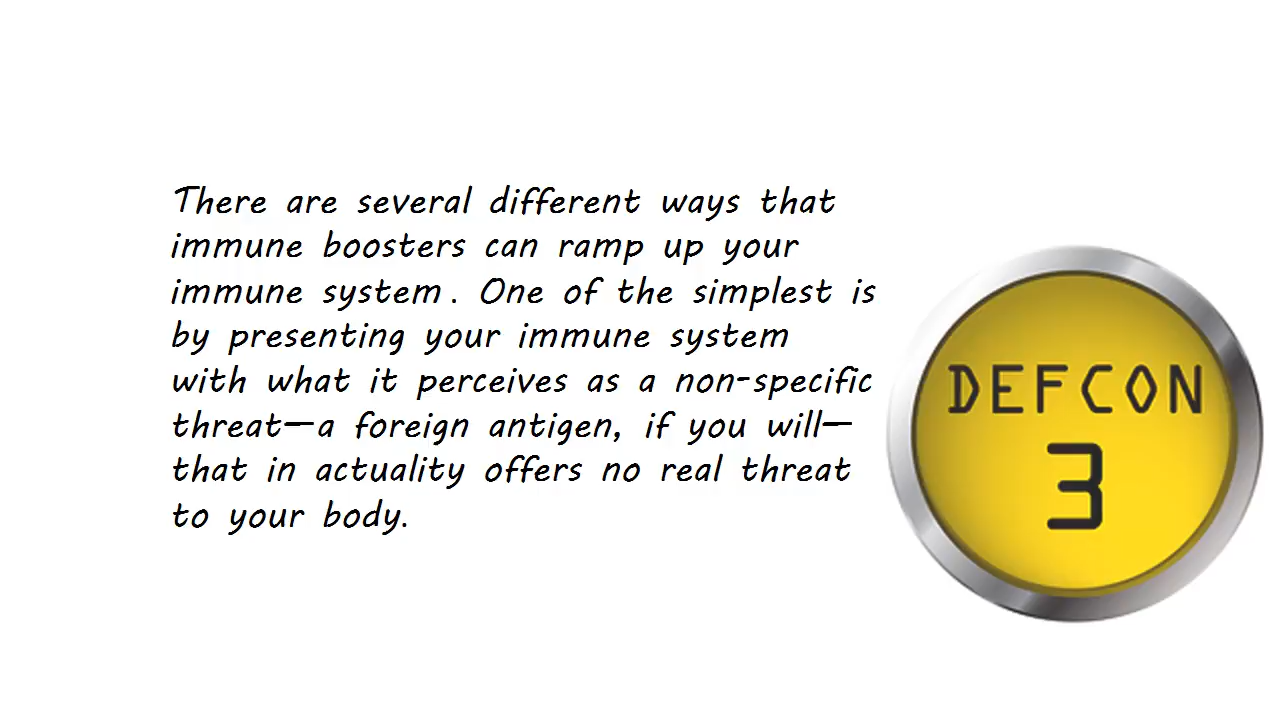 There are several different ways that
immune boosters can ramp up your
immune system. One of the simplest is
by presenting your immune system
with what it perceives as a non-specific
threat—a foreign antigen, if you will—
that in actuality offers no real threat
to your body.
DEFCON
3